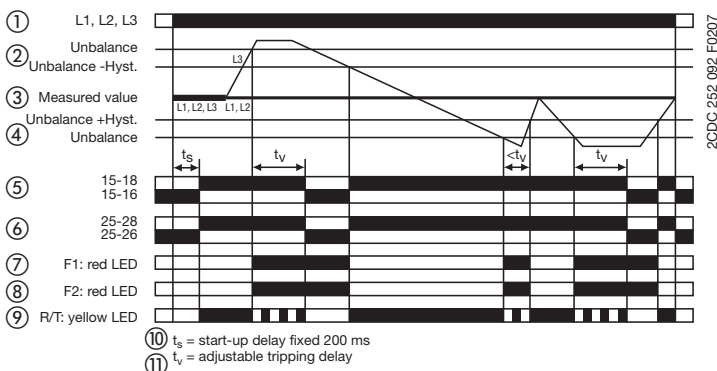 ① L1, L2, L3
② Unbalance
L3
Unbalance -Hyst.
③ Measured value
L1, L2, L3 L1, L2
Unbalance +Hyst.
④ Unbalance
ts tv <tv tv
⑤ 15-18
15-16
⑥ 25-28
25-26
⑦ F1: red LED
⑧ F2: red LED
⑨ R/T: yellow LED
⑩ ts = start-up delay fixed 200 ms
⑪ tv = adjustable tripping delay
2CDC 252 092 F0207